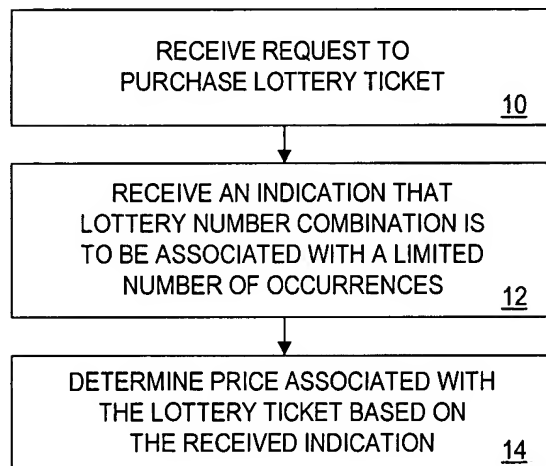 RECEIVE REQUEST TO
PURCHASE LOTTERY TICKET
10
RECEIVE AN INDICATION THAT
LOTTERY NUMBER COMBINATION IS
TO BE ASSOCIATED WITH A LIMITED
NUMBER OF OCCURRENCES
12
DETERMINE PRICE ASSOCIATED WITH
THE LOTTERY TICKET BASED ON
THE RECEIVED INDICATION
14